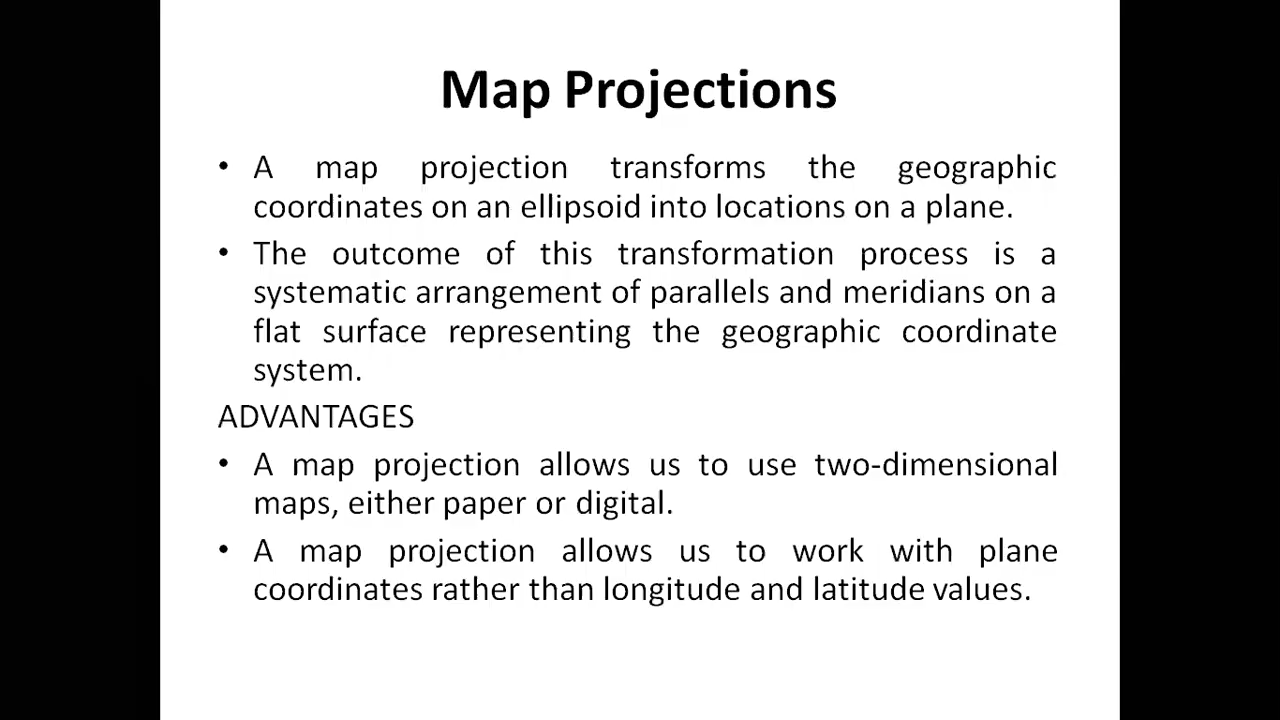 Map Projections
• A map projection transforms the geographic
coordinates on an ellipsoid into locations on a plane.
• The outcome of this transformation process is a
systematic arrangement of parallels and meridians on a
flat surface representing the geographic coordinate
system.
ADVANTAGES
• A map projection allows us to use two-dimensional
maps, either paper or digital.
• A map projection allows us to work with plane
coordinates rather than longitude and latitude values.